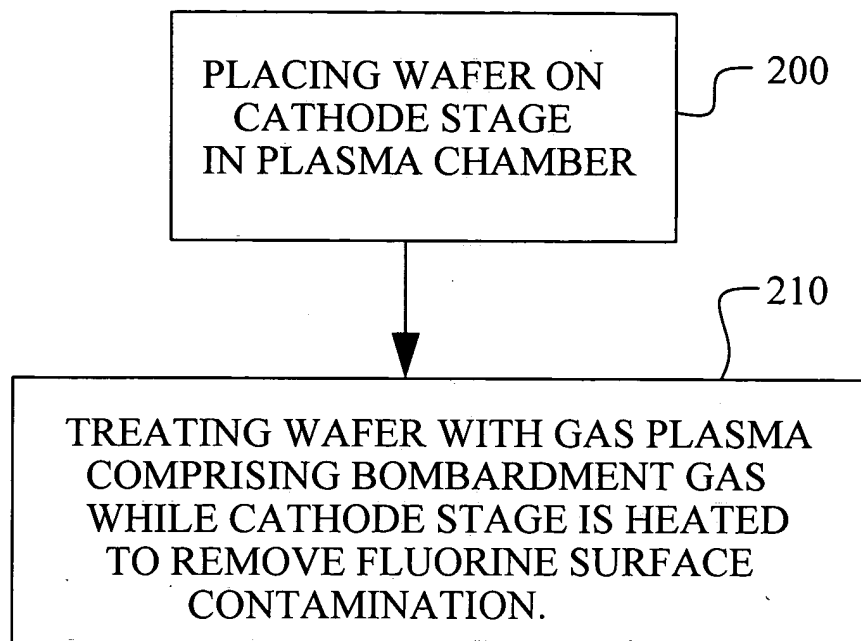 PLACING WAFER ON
CATHODE STAGE
IN PLASMA CHAMBER
200
210
TREATING WAFER WITH GAS PLASMA
COMPRISING BOMBARDMENT GAS
WHILE CATHODE STAGE IS HEATED
TO REMOVE FLUORINE SURFACE
CONTAMINATION.